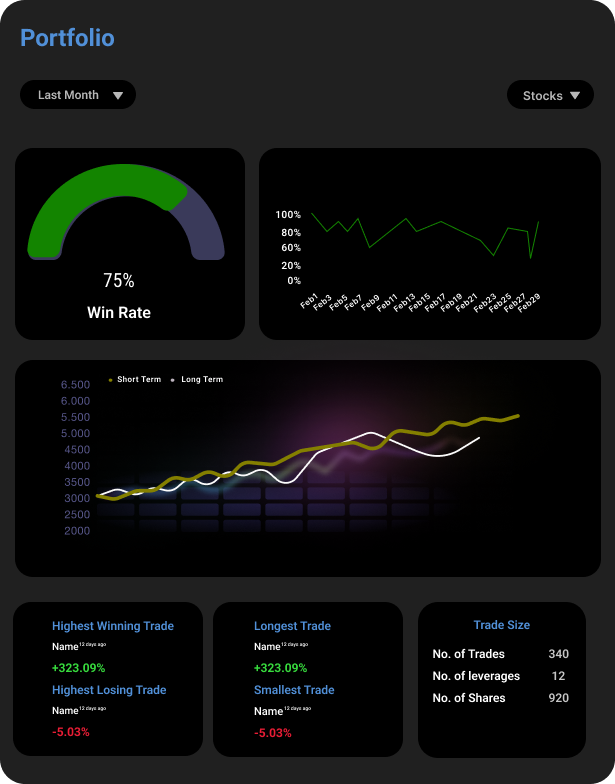 Portfolio
Last Month
Stocks
75%
Win Rate
100%
80%
60%
20%
0%
Feb1 Feb3 Feb5 Feb7 Feb9 Feb11 Feb13 Feb15 Feb17 Feb19 Feb21 Feb23 Feb25 Feb27 Feb29
Short Term Long Term
6.500
6.000
5.500
5.000
4500
4000
3500
3000
2500
2000
Highest Winning Trade
Name 12 days ago
+323.09%
Highest Losing Trade
Name 12 days ago
-5.03%
Longest Trade
Name 12 days ago
+323.09%
Smallest Trade
Name 12 days ago
-5.03%
Trade Size
No. of Trades 340
No. of leverages 12
No. of Shares 920